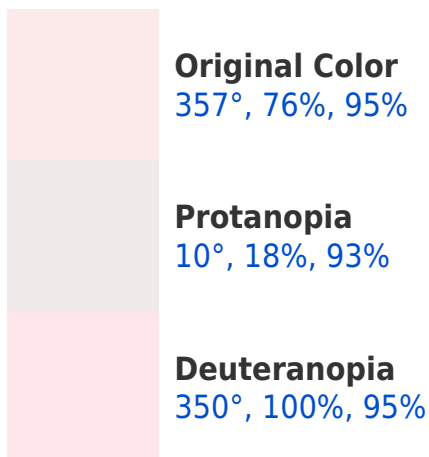 Original Color
357°, 76%, 95%
Protanopia
10°, 18%, 93%
Deuteranopia
350°, 100%, 95%